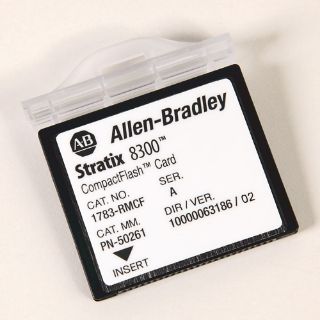 AB Allen-Bradley
Stratix 8300™
CompactFlash™ Card
CAT. NO. SER.
1783-RMCF A
CAT. MM. DIR / VER.
PN-50261 10000063186 / 02
INSERT